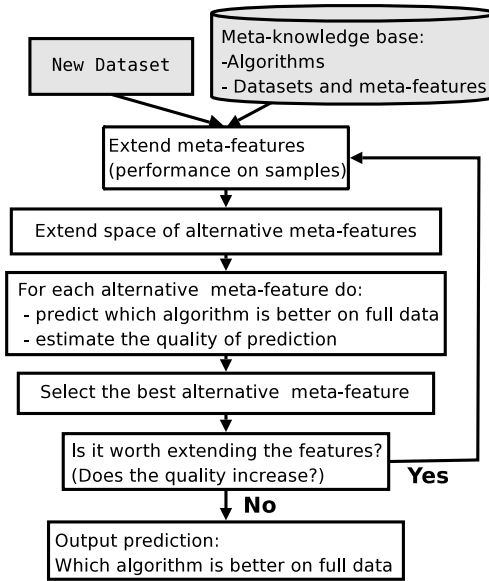 New Dataset
Meta-knowledge base:
-Algorithms
- Datasets and meta-features
Extend meta-features
(performance on samples)
Extend space of alternative meta-features
For each alternative meta-feature do:
- predict which algorithm is better on full data
- estimate the quality of prediction
Select the best alternative meta-feature
Is it worth extending the features?
(Does the quality increase?)
Yes
No
Output prediction:
Which algorithm is better on full data